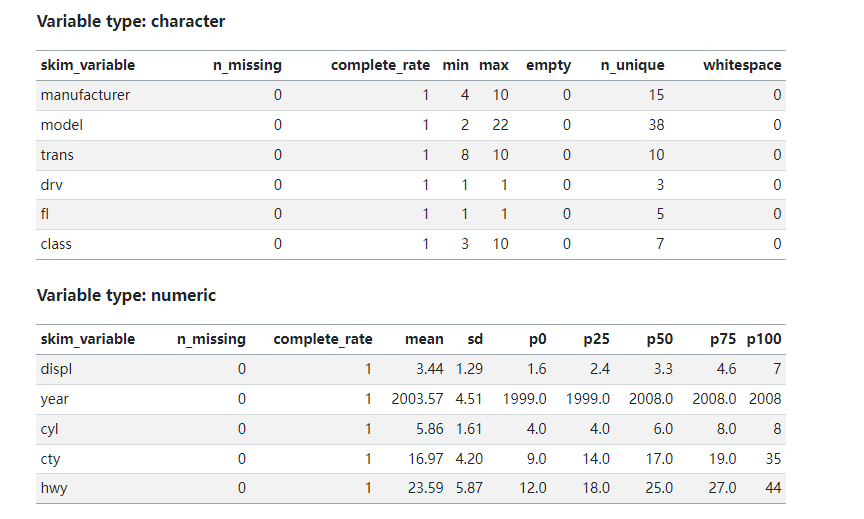 Variable type: character
skim_variable n_missing complete_rate min max empty n_unique whitespace
manufacturer 0 1 4 10 0 15 0
model 0 1 2 22 0 38 0
trans 0 1 8 10 0 10 0
drv 0 1 1 1 0 3 0
fl 0 1 1 1 0 5 0
class 0 1 3 10 0 7 0
Variable type: numeric
skim_variable n_missing complete_rate mean sd p0 p25 p50 p75 p100
displ 0 1 3.44 1.29 1.6 2.4 3.3 4.6 7
year 0 1 2003.57 4.51 1999.0 1999.0 2008.0 2008.0 2008
cyl 0 1 5.86 1.61 4.0 4.0 6.0 8.0 8
cty 0 1 16.97 4.20 9.0 14.0 17.0 19.0 35
hwy 0 1 23.59 5.87 12.0 18.0 25.0 27.0 44